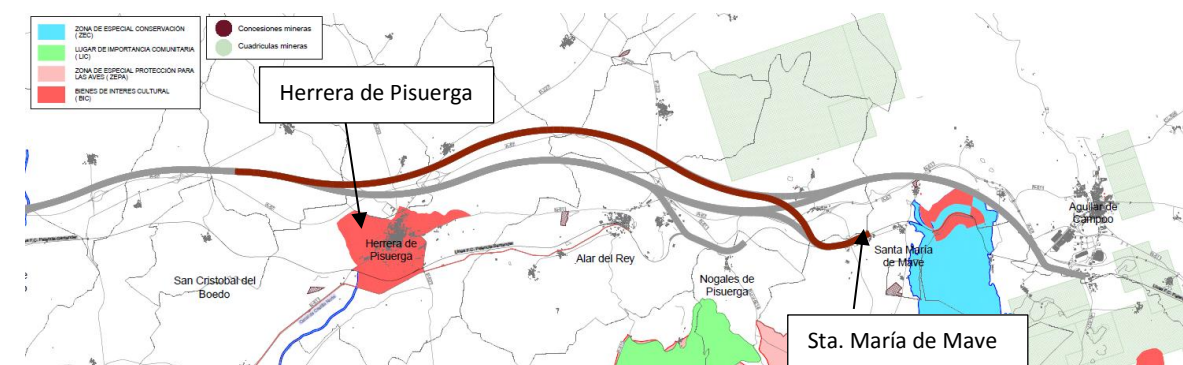 ZONA DE ESPECIAL CONSERVACIÓN
( ZEC)
LUGAR DE IMPORTANCIA COMUNITARIA
( LIC)
ZONA DE ESPECIAL PROTECCIÓN PARA
LAS AVES ( ZEPA)
BIENES DE INTERES CULTURAL
( BIC)
Concesiones mineras
Cuadriculas mineras
Herrera de Pisuerga
Herrera de
Pisuerga
San Cristobal del
Boedo
Alar del Rey
Nogales de
Pisuerga
Santa María
de Mave
Aguilar de
Campoo
Sta. María de Mave